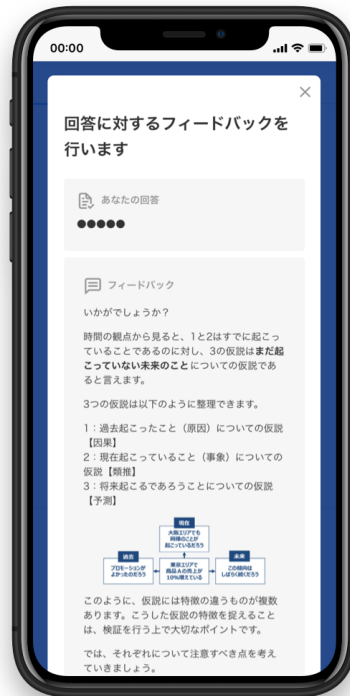 00:00
回答に対するフィードバックを
行います
あなたの回答
●●●●●
フィードバック
いかがでしょうか？
時間の観点から見ると、1と2はすでに起こっ
ていることであるのに対し、3の仮説はまだ起
こっていない未来のことについての仮説であ
ると言えます。
3つの仮説は以下のように整理できます。
1：過去起こったこと（原因）についての仮説
【因果】
2：現在起こっていること（事象）についての
仮説【類推】
3：将来起こるであろうことについての仮説
【予測】
現在
大阪エリアでも
同様のことが
起こっているだろう
過去
プロモーションが
よかったのだろう
東京エリアで
商品Aの売上が
10%増えている
未来
この傾向は
しばらく続くだろう
このように、仮説には特徴の違うものが複数
あります。こうした仮説の特徴を捉えること
は、検証を行う上で大切なポイントです。
では、それぞれについて注意すべき点を考え
ていきましょう。